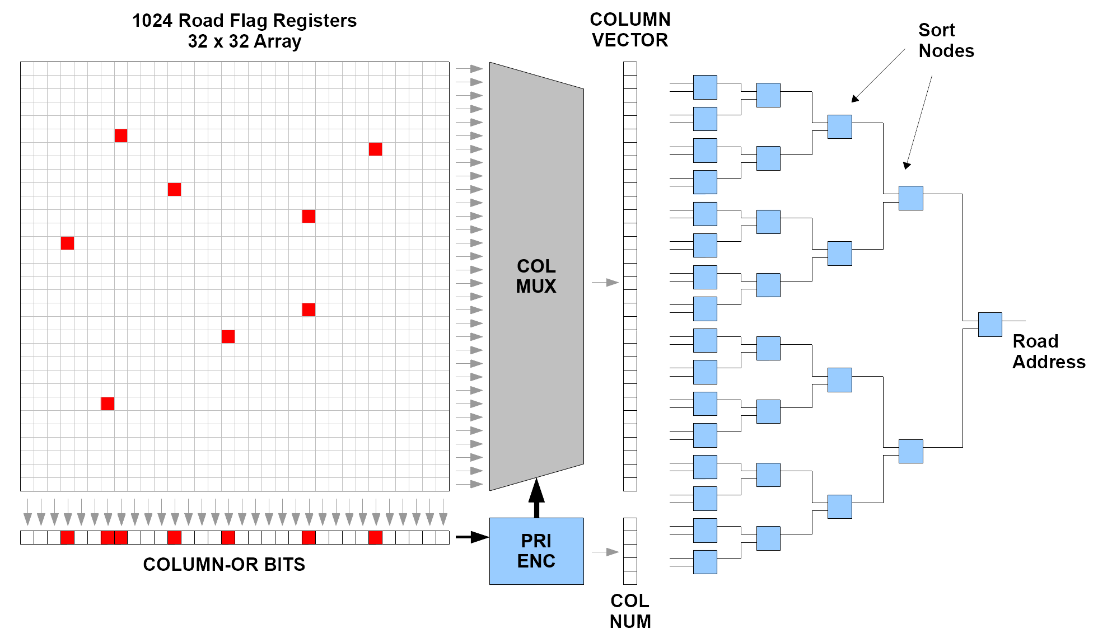 1024 Road Flag Registers
32 x 32 Array
COLUMN
VECTOR
Sort
Nodes
COL
MUX
Road
Address
PRI
ENC
COLUMN-OR BITS
COL
NUM